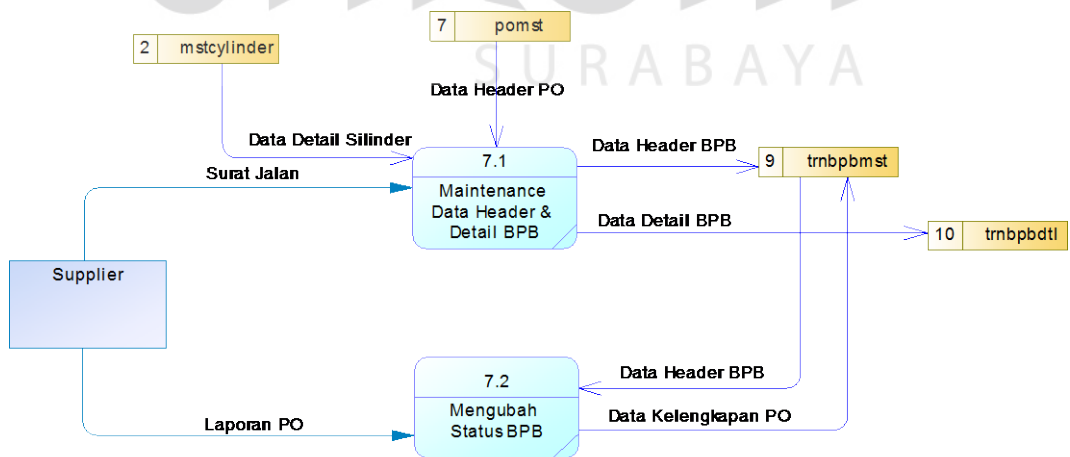 7 pomst
2 mstcylinder
SURABAYA
Data Header PO
Data Detail Silinder
Surat Jalan
7.1
Maintenance
Data Header &
Detail BPB
Data Header BPB
9 trnbpbmst
Data Detail BPB
10 trnbpbdtl
Supplier
7.2
Mengubah
Status BPB
Data Header BPB
Data Kelengkapan PO
Laporan PO